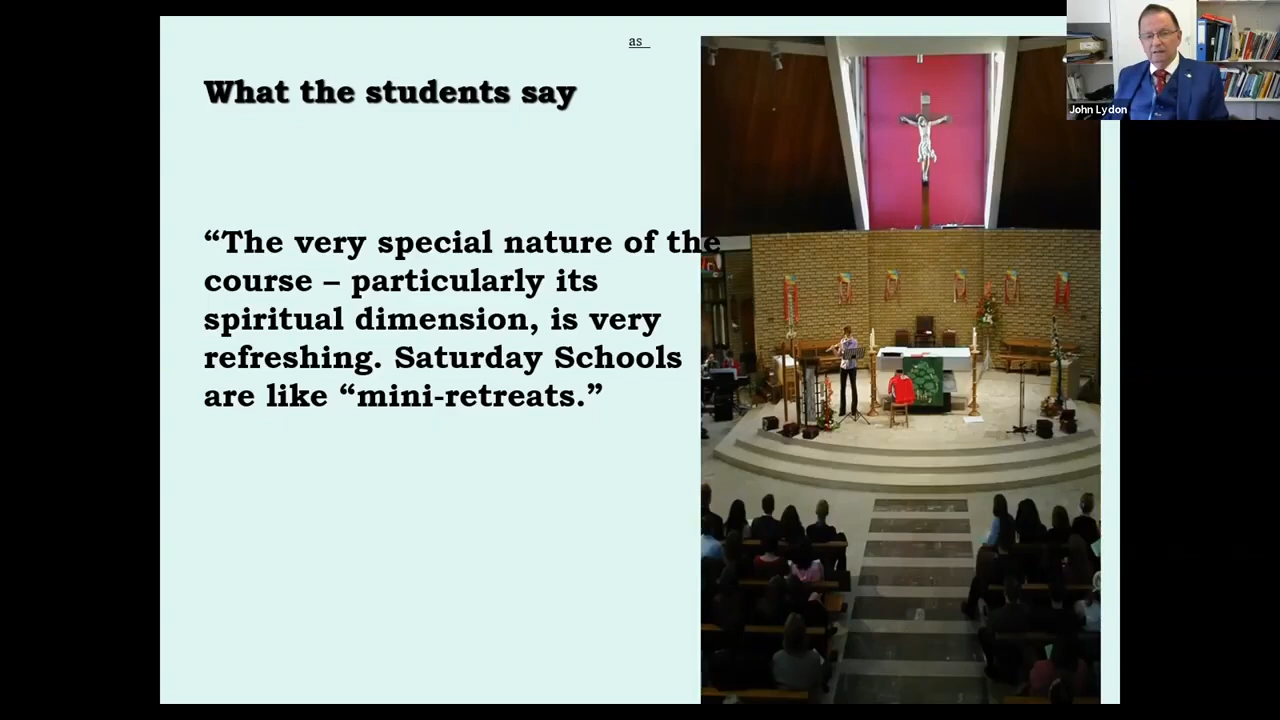 as
John Lydon
What the students say
“The very special nature of the
course – particularly its
spiritual dimension, is very
refreshing. Saturday Schools
are like “mini-retreats.”